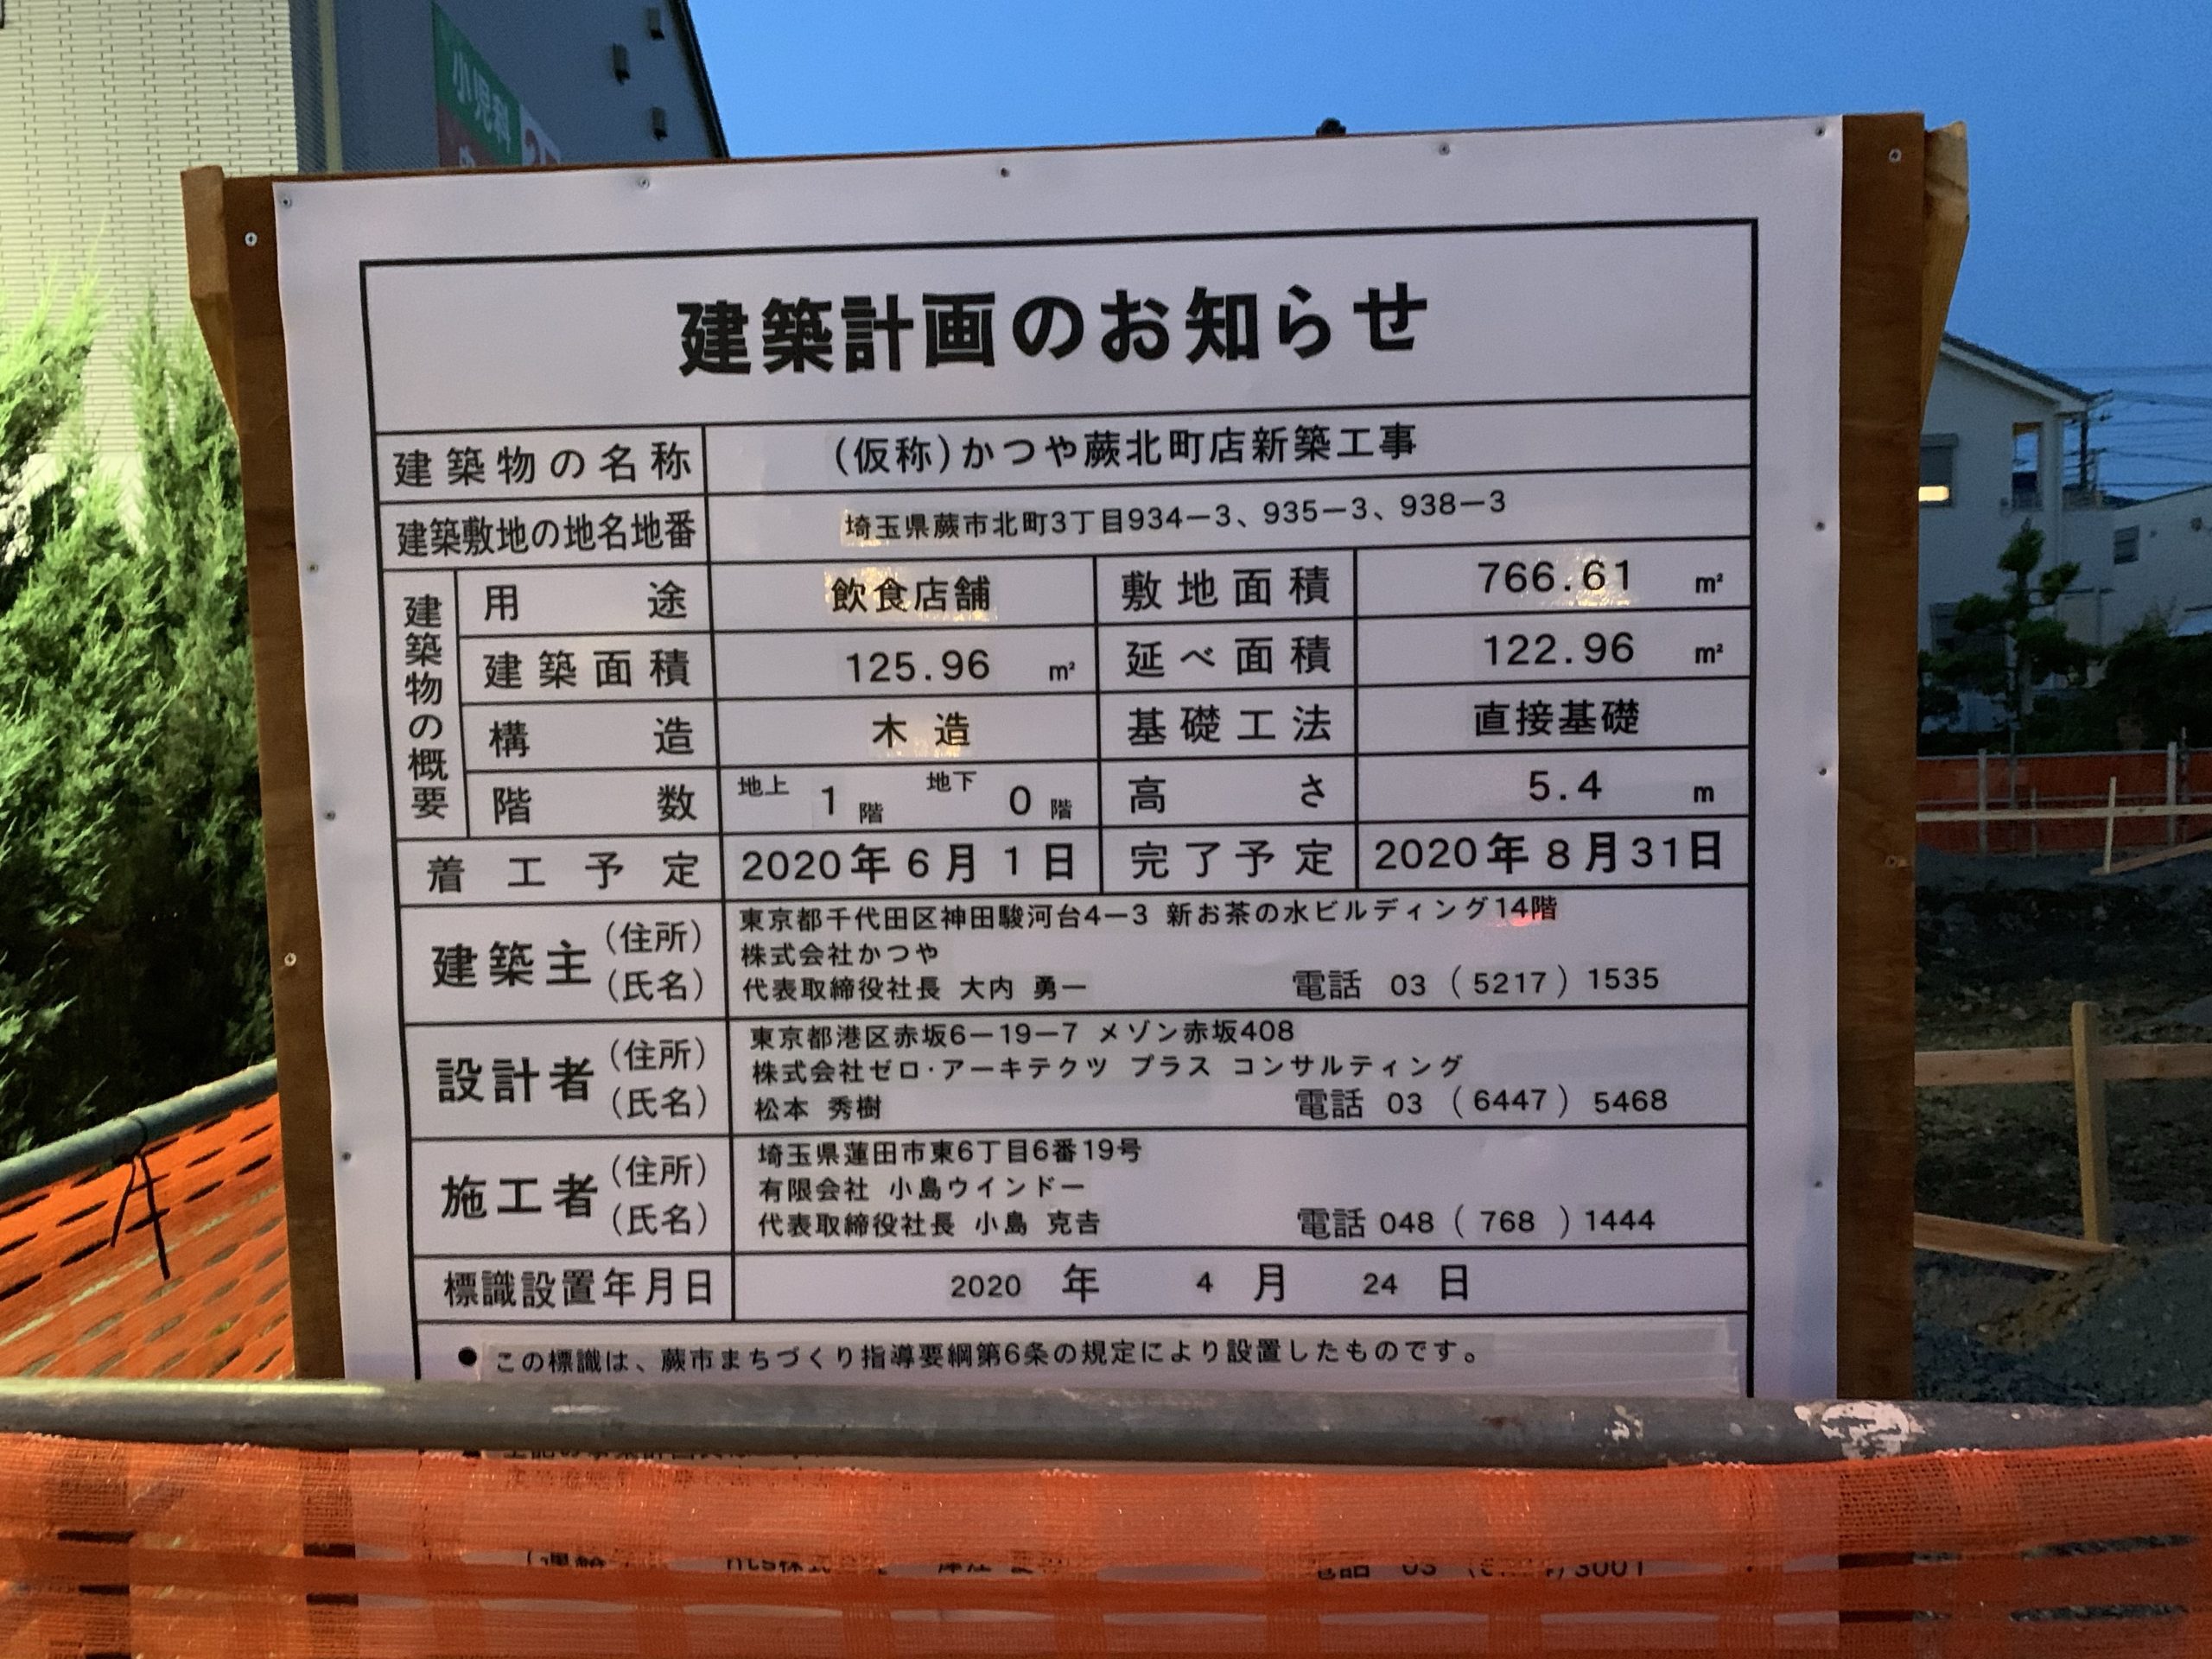 小児科
建築計画のお知らせ
建築物の名称 (仮称)かつや蕨北町店新築工事
建築敷地の地名地番 埼玉県蕨市北町3丁目934−3、935−3、938−3
建築物の概要
用途 飲食店舗 敷地面積 766.61 m²
建築面積 125.96 m² 延べ面積 122.96 m²
構造 木造 基礎工法 直接基礎
階数 地上 1 階 地下 0 階 高さ 5.4 m
着工予定 2020年6月1日 完了予定 2020年8月31日
建築主 (住所) (氏名)
東京都千代田区神田駿河台4−3 新お茶の水ビルディング14階
株式会社かつや
代表取締役社長 大内 勇一 電話 03 (5217) 1535
設計者 (住所) (氏名)
東京都港区赤坂6−19−7 メゾン赤坂408
株式会社ゼロ・アーキテクツ プラス コンサルティング
松本 秀樹 電話 03 (6447) 5468
施工者 (住所) (氏名)
埼玉県蓮田市東6丁目6番19号
有限会社 小島ウインドー
代表取締役社長 小島 克𠮷 電話 048 (768) 1444
標識設置年月日 2020 年 4 月 24 日
●この標識は、蕨市まちづくり指導要綱第6条の規定により設置したものです。